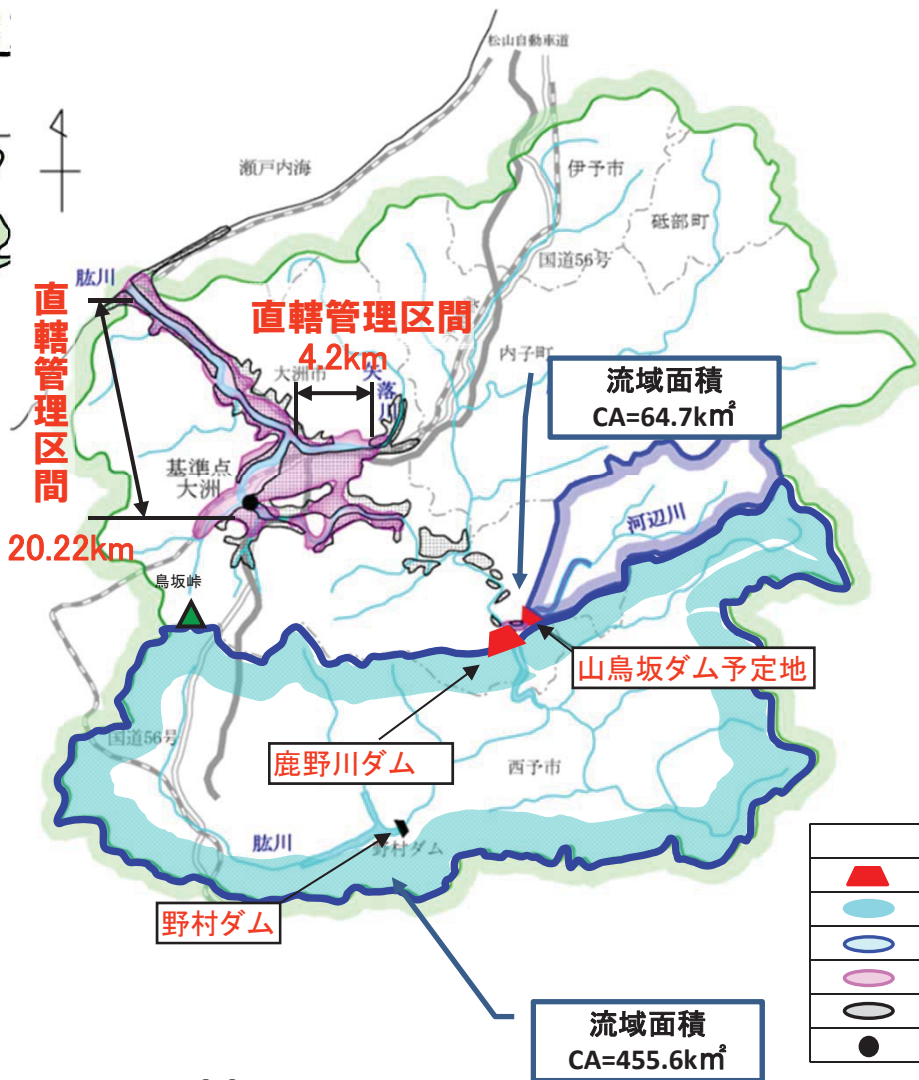 松山自動車道
瀬戸内海
伊予市
砥部町
国道56号
肱川
直轄管理区間
20.22km
直轄管理区間
4.2km
大洲市
矢落川
内子町
流域面積
CA=64.7k㎡
基準点
大洲
河辺川
鳥坂峠
山鳥坂ダム予定地
国道56号
鹿野川ダム
西予市
肱川
野村ダム
野村ダム
流域面積
CA=455.6k㎡